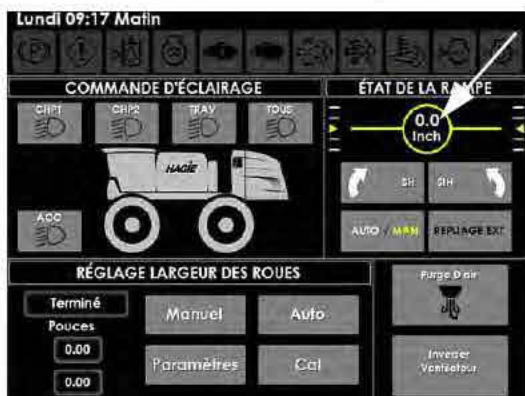 Lundi 09:17 Matin
COMMANDE D'ÉCLAIRAGE
CHP1 CHP2 TRAV TOUS
HAGIE
ACC
ÉTAT DE LA RAMPE
0.0
Inch
SH SIH
AUTO / MAN REPLIAGE EXT
RÉGLAGE LARGEUR DES ROUES
Terminé
Pouces
0.00
0.00
Manuel Auto
Paramètres Cal
Purge D'air
Inverser
Ventilateur